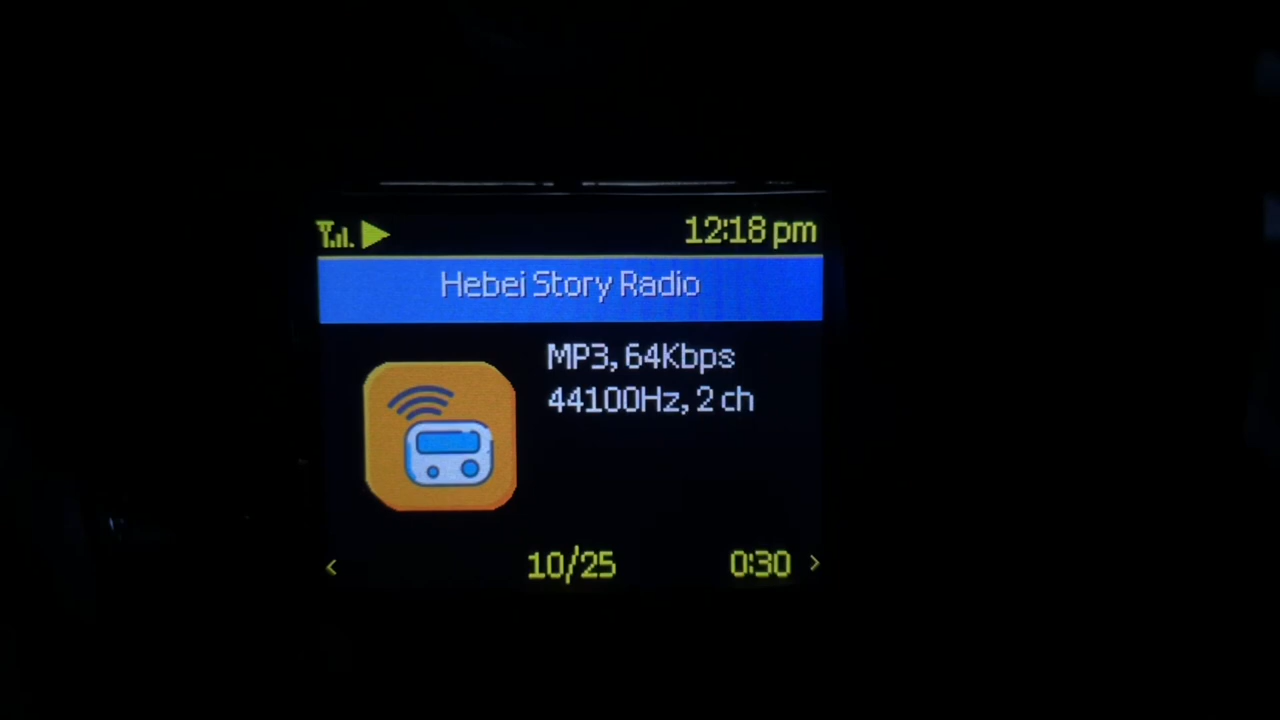 12:18 pm
Hebei Story Radio
MP3, 64Kbps
44100Hz, 2 ch
< 10/25 0:30 >